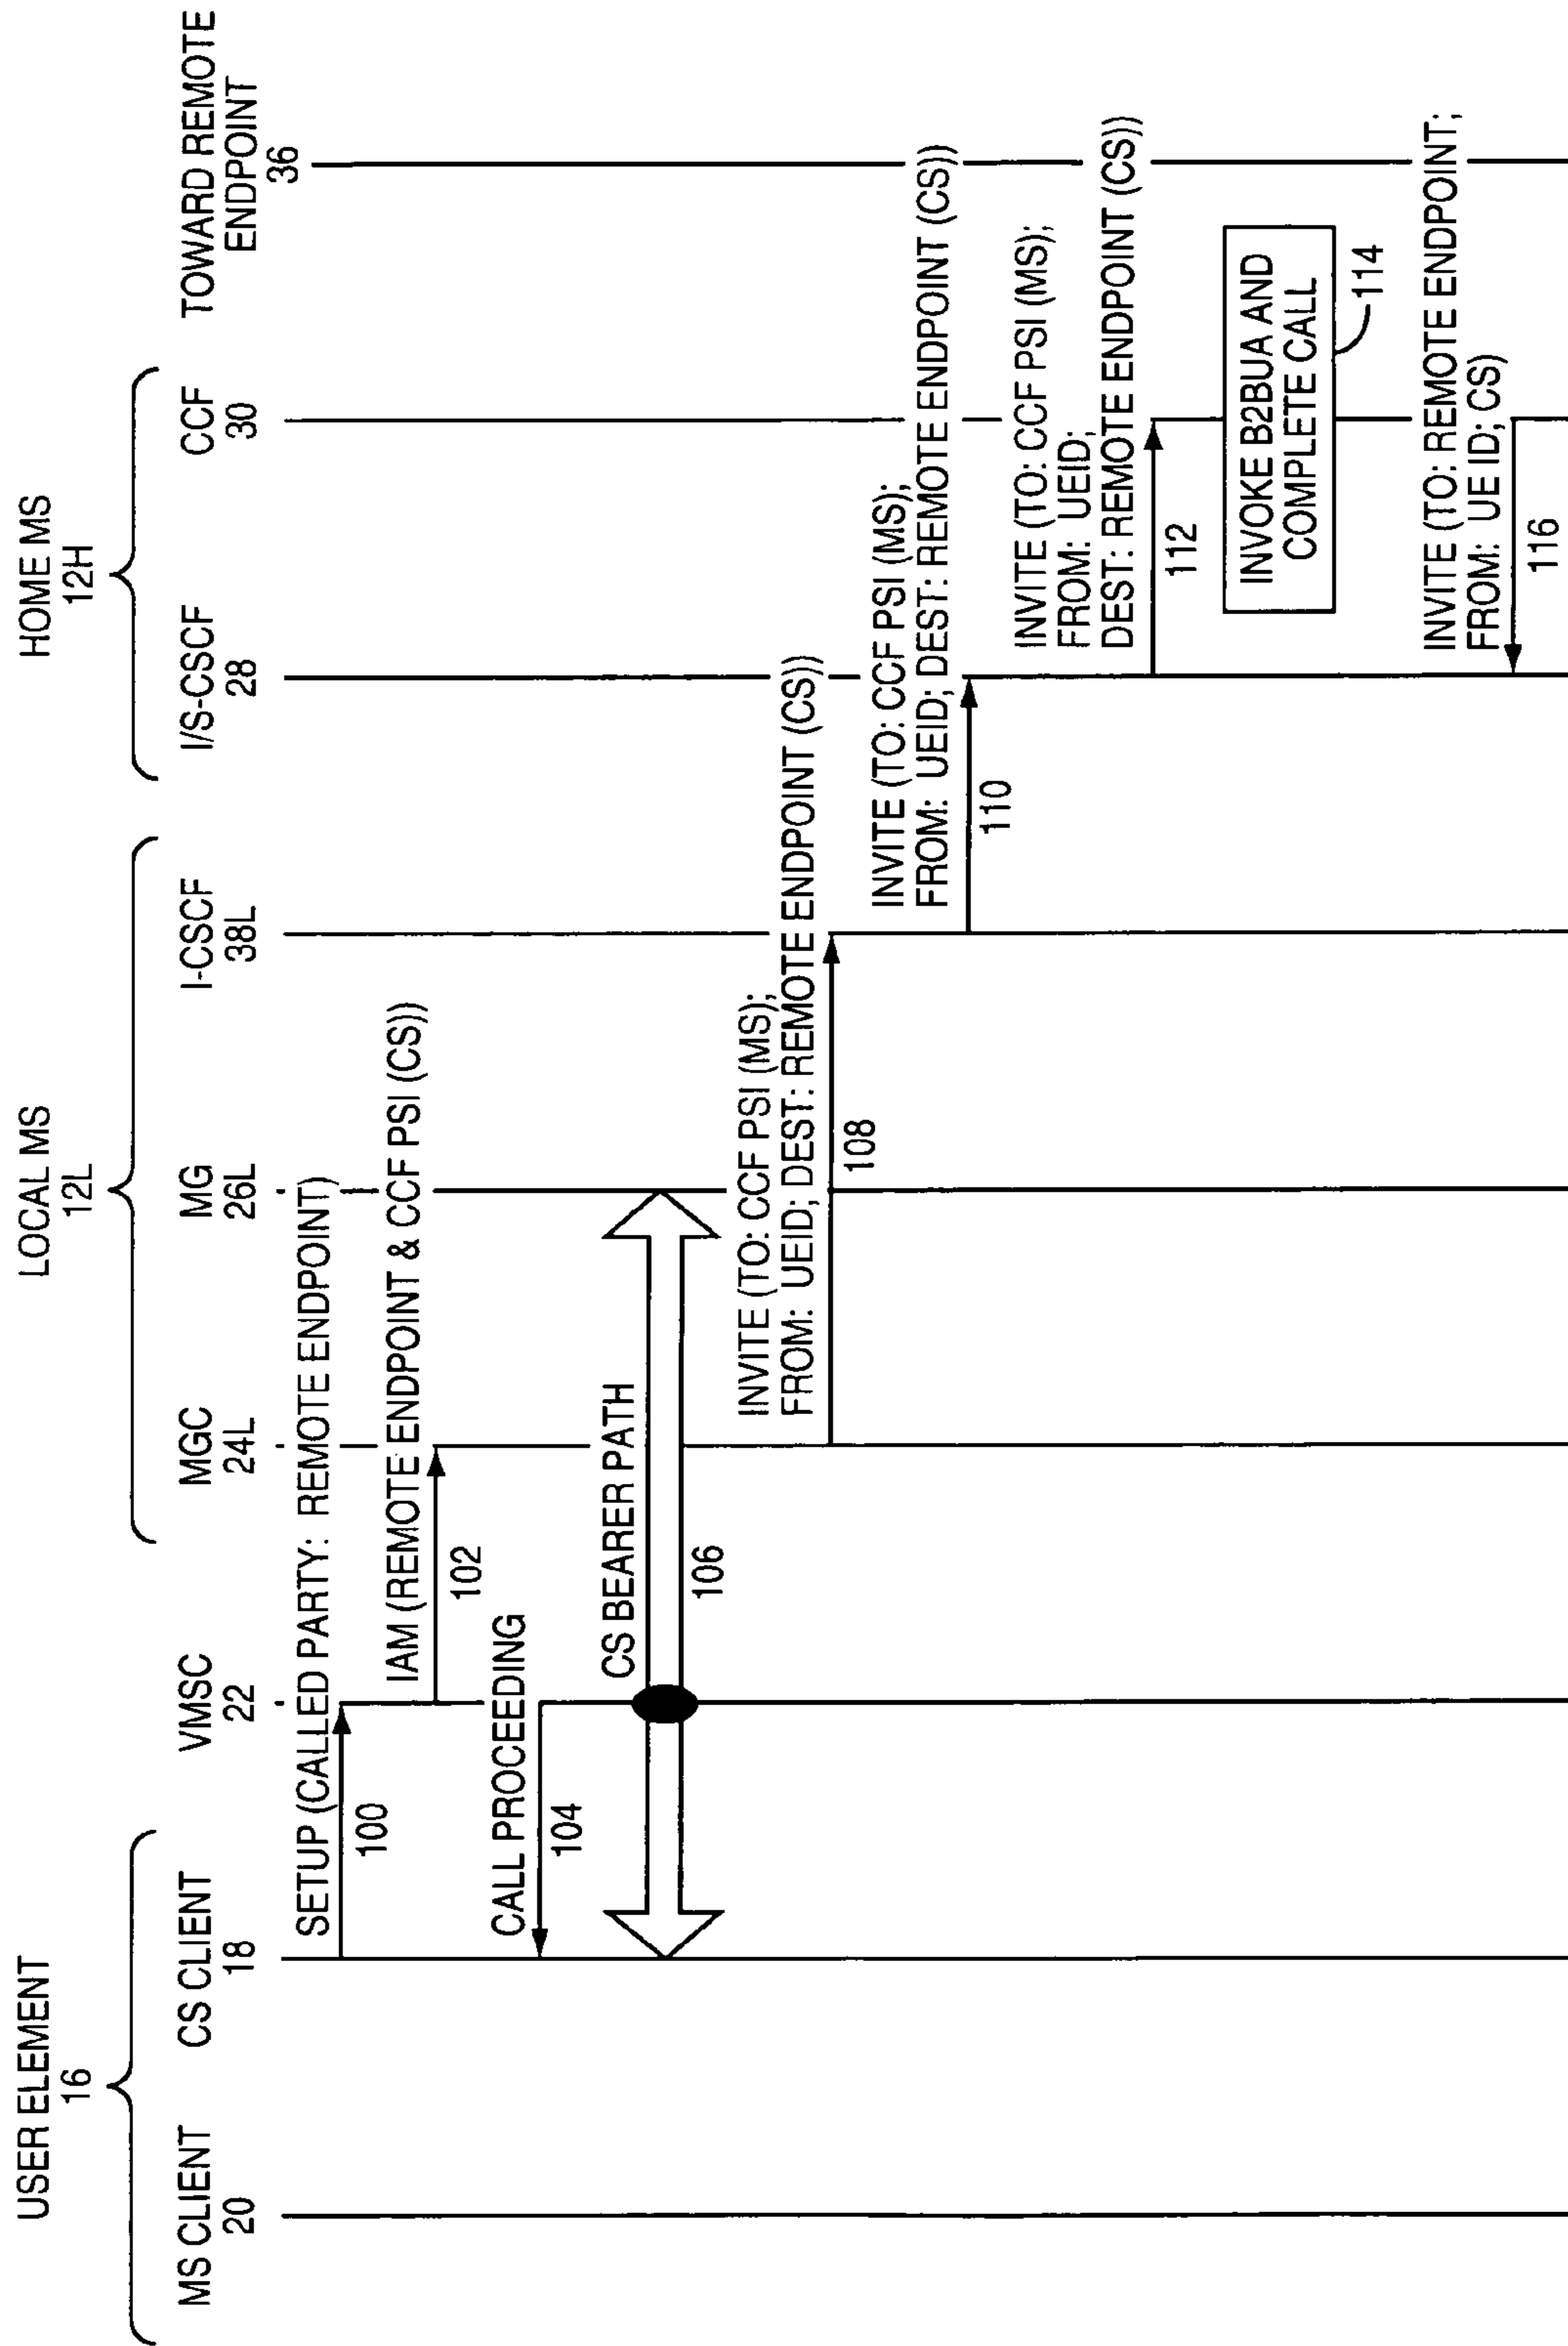 USER ELEMENT
16
LOCAL MS
12L
HOME MS
12H
MS CLIENT
20
CS CLIENT
18
VMSC
22
MGC
24L
MG
26L
I-CSCF
38L
I/S-CSCF
28
CCF
30
TOWARD REMOTE
ENDPOINT
36
SETUP (CALLED PARTY: REMOTE ENDPOINT)
100
IAM (REMOTE ENDPOINT & CCF PSI (CS))
102
CALL PROCEEDING
104
CS BEARER PATH
106
INVITE (TO: CCF PSI (MS);
FROM: UEID; DEST: REMOTE ENDPOINT (CS))
108
INVITE (TO: CCF PSI (MS);
FROM: UEID; DEST: REMOTE ENDPOINT (CS))
110
INVITE (TO: CCF PSI (MS);
FROM: UEID;
DEST: REMOTE ENDPOINT (CS))
112
INVOKE B2BUA AND
COMPLETE CALL
114
INVITE (TO: REMOTE ENDPOINT;
FROM: UE ID; CS)
116